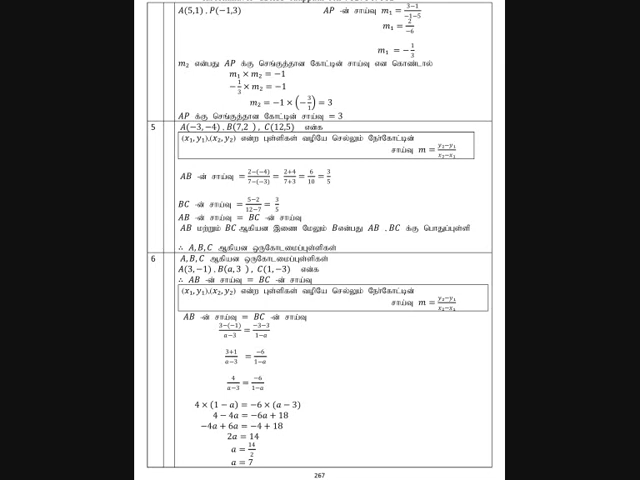 A(5,1) . P(−1,3) AP -ன் சாய்வு m₁ = (3−1)/(−1−5)
m₁ = 2/−6
m₁ = −1/3
m₂ என்பது AP க்கு செங்குத்தான கோட்டின் சாய்வு என கொண்டால்
m₁ × m₂ = −1
−1/3 × m₂ = −1
m₂ = −1 × (−3/1) = 3
AP க்கு செங்குத்தான கோட்டின் சாய்வு = 3
5 A(−3,−4) . B(7,2 ) , C(12,5) என்க
(x₁, y₁),(x₂, y₂) என்ற புள்ளிகள் வழியே செல்லும் நேர்கோட்டின்
சாய்வு m = (y₂−y₁)/(x₂−x₁)
AB -ன் சாய்வு = (2−(−4))/(7−(−3)) = (2+4)/(7+3) = 6/10 = 3/5
BC -ன் சாய்வு = (5−2)/(12−7) = 3/5
AB -ன் சாய்வு = BC -ன் சாய்வு
AB மற்றும் BC ஆகியன இணை மேலும் B என்பது AB . BC க்கு பொதுப்புள்ளி
∴ A, B, C ஆகியன ஒருகோடமைப்புள்ளிகள்
6 A, B, C ஆகியன ஒருகோடமைப்புள்ளிகள்
A(3,−1) . B(a, 3 ) , C(1,−3) என்க
∴ AB -ன் சாய்வு = BC -ன் சாய்வு
(x₁, y₁),(x₂, y₂) என்ற புள்ளிகள் வழியே செல்லும் நேர்கோட்டின்
சாய்வு m = (y₂−y₁)/(x₂−x₁)
AB -ன் சாய்வு = BC -ன் சாய்வு
(3−(−1))/(a−3) = (−3−3)/(1−a)
(3+1)/(a−3) = −6/(1−a)
4/(a−3) = −6/(1−a)
4 × (1 − a) = −6 × (a − 3)
4 − 4a = −6a + 18
−4a + 6a = −4 + 18
2a = 14
a = 14/2
a = 7
267